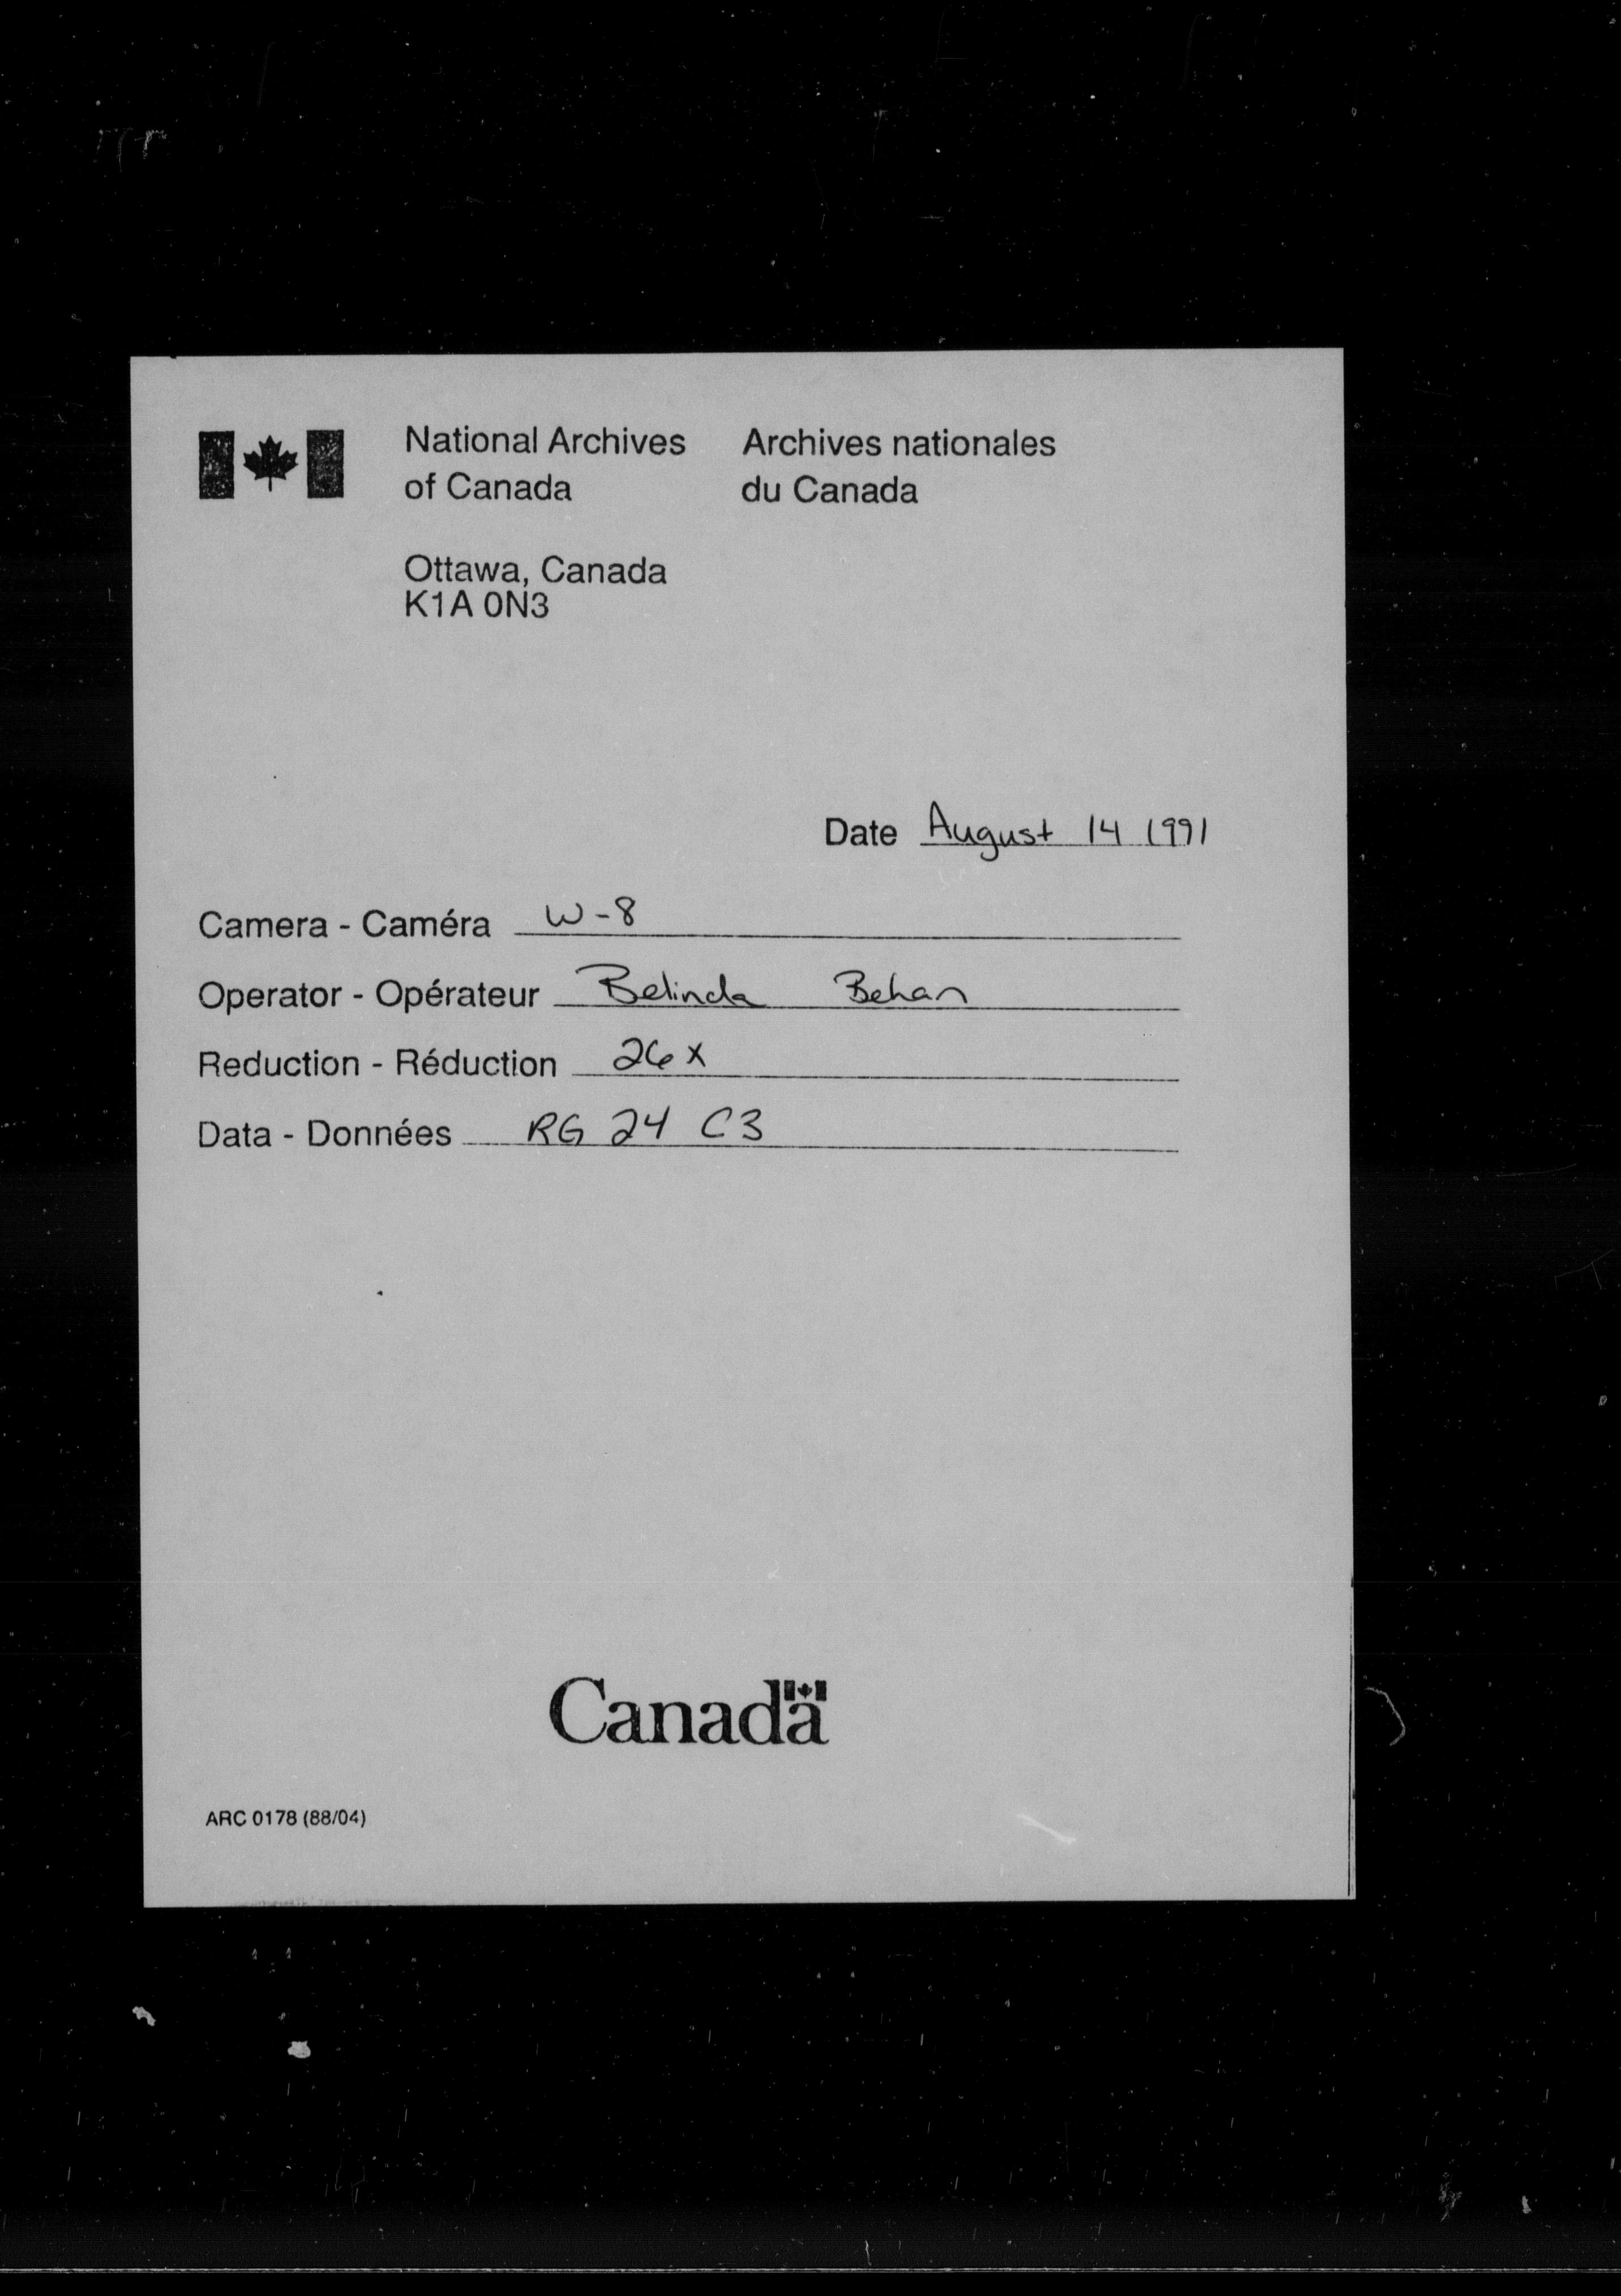 National Archives of Canada
Archives nationales du Canada
Ottawa, Canada
K1A 0N3
Date August 14 1991
Camera - Caméra W-8
Operator - Opérateur Belinda Behan
Reduction - Réduction 26x
Data - Données RG 24 C3
Canada
ARC 0178 (88/04)